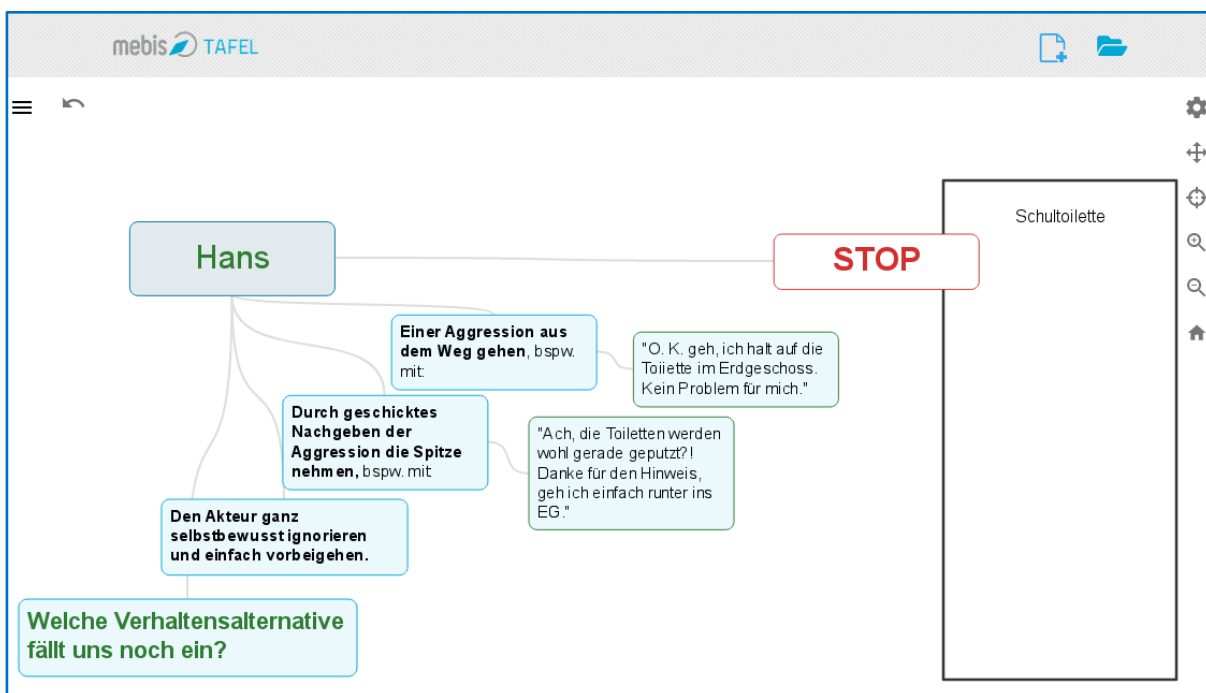 mebis TAFEL
Schultoilette
Hans
STOP
Einer Aggression aus
dem Weg gehen, bspw.
mit:
"O. K. geh, ich halt auf die
Toiiette im Erdgeschoss.
Kein Problem für mich."
Durch geschicktes
Nachgeben der
Aggression die Spitze
nehmen, bspw. mit
"Ach, die Toiletten werden
wohl gerade geputzt?!
Danke für den Hinweis,
geh ich einfach runter ins
EG."
Den Akteur ganz
selbstbewusst ignorieren
und einfach vorbeigehen.
Welche Verhaltensalternative
fällt uns noch ein?